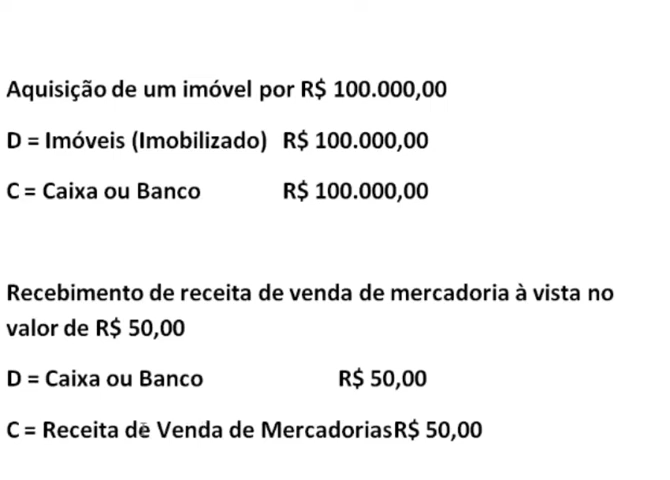 Aquisição de um imóvel por R$ 100.000,00
D = Imóveis (Imobilizado) R$ 100.000,00
C = Caixa ou Banco R$ 100.000,00
Recebimento de receita de venda de mercadoria à vista no
valor de R$ 50,00
D = Caixa ou Banco R$ 50,00
C = Receita de Venda de MercadoriasR$ 50,00